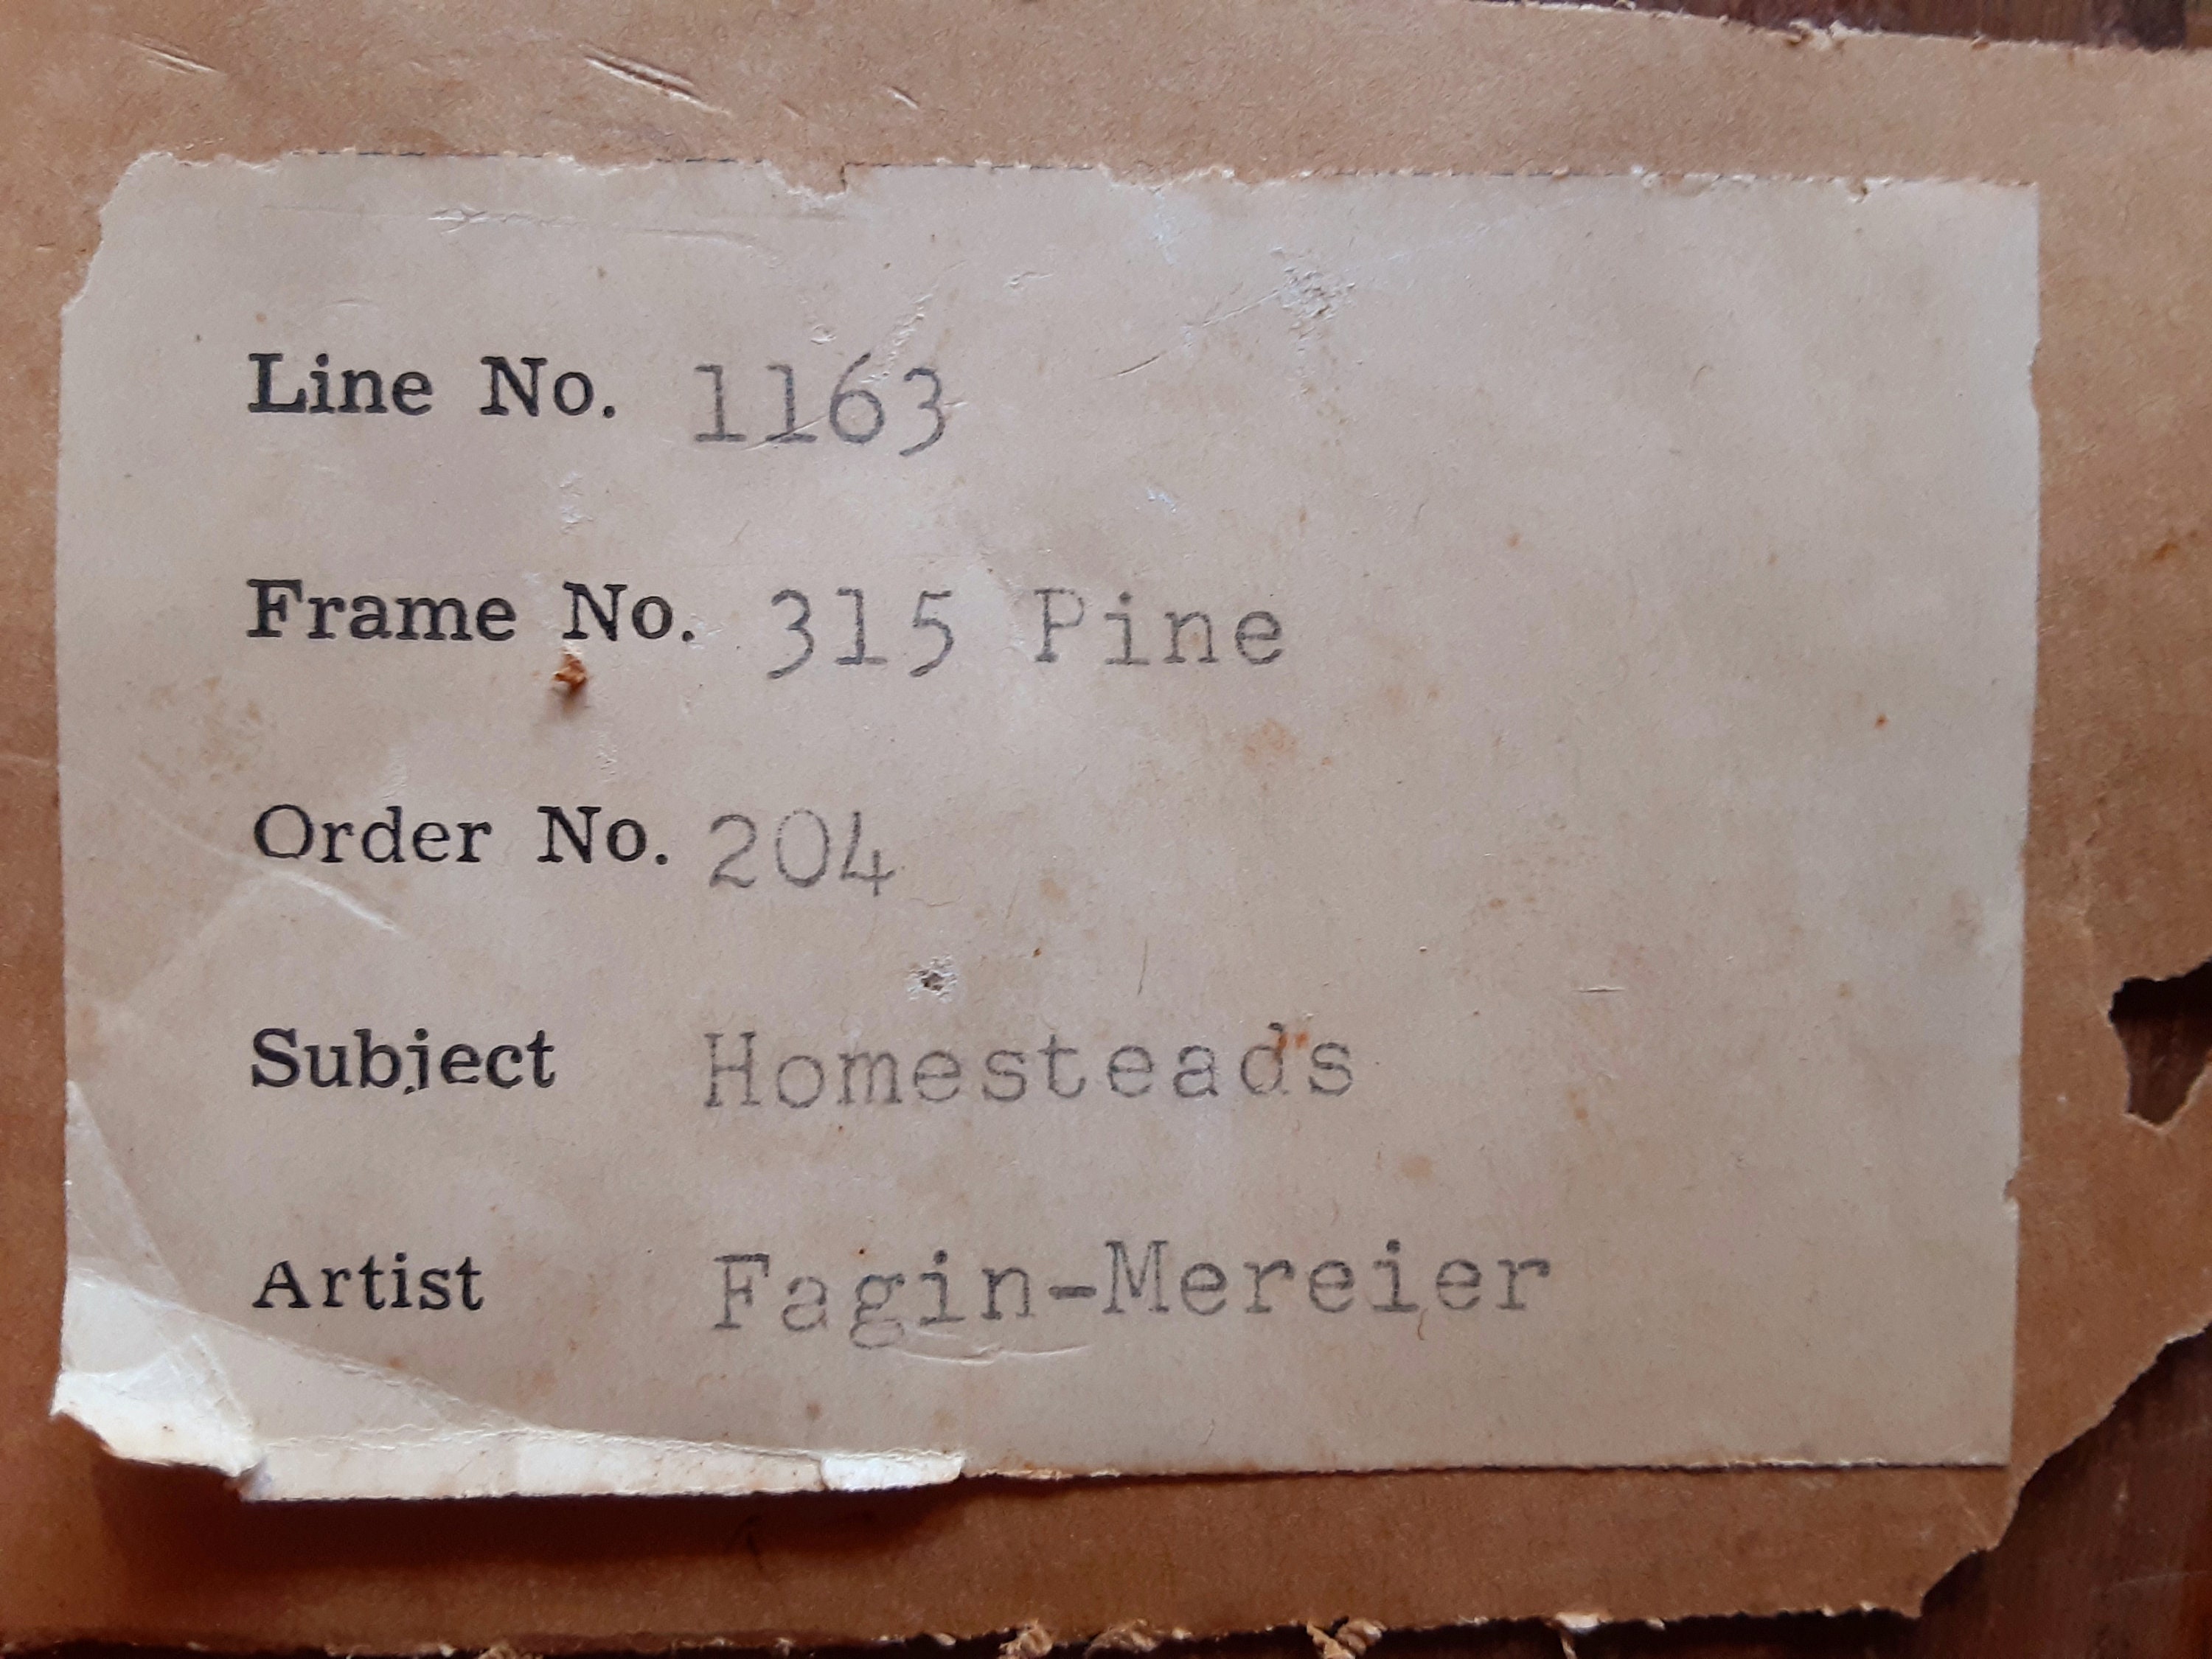 Line No. 1163
Frame No. 315 Pine
Order No. 204
Subject Homesteads
Artist Fagin-Mereier